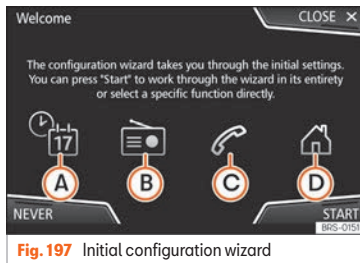 Welcome
CLOSE ×
The configuration wizard takes you through the initial settings.
You can press "Start" to work through the wizard in its entirety
or select a specific function directly.
17
A B C D
NEVER
START
BRS-0151
Fig. 197 Initial configuration wizard